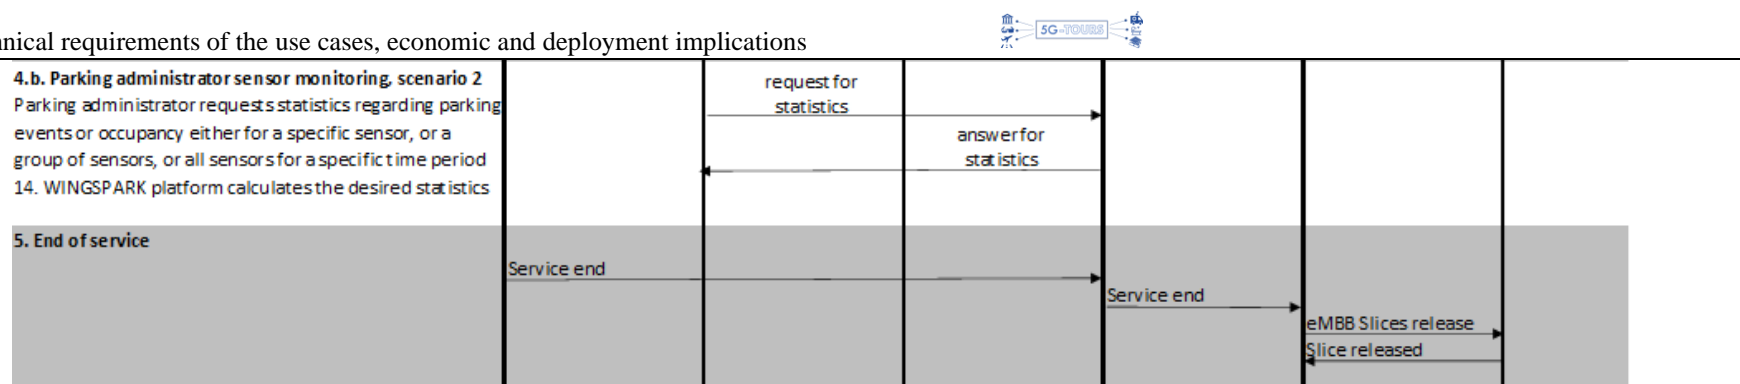 hnical requirements of the use cases, economic and deployment implications
5G-TOURS
4.b. Parking administrator sensor monitoring, scenario 2
Parking administrator requests statistics regarding parking
events or occupancy either for a specific sensor, or a
group of sensors, or all sensors for a specific time period
14. WINGSPARK platform calculates the desired statistics
request for
statistics
answer for
statistics
5. End of service
Service end
Service end
eMBB Slices release
Slice released